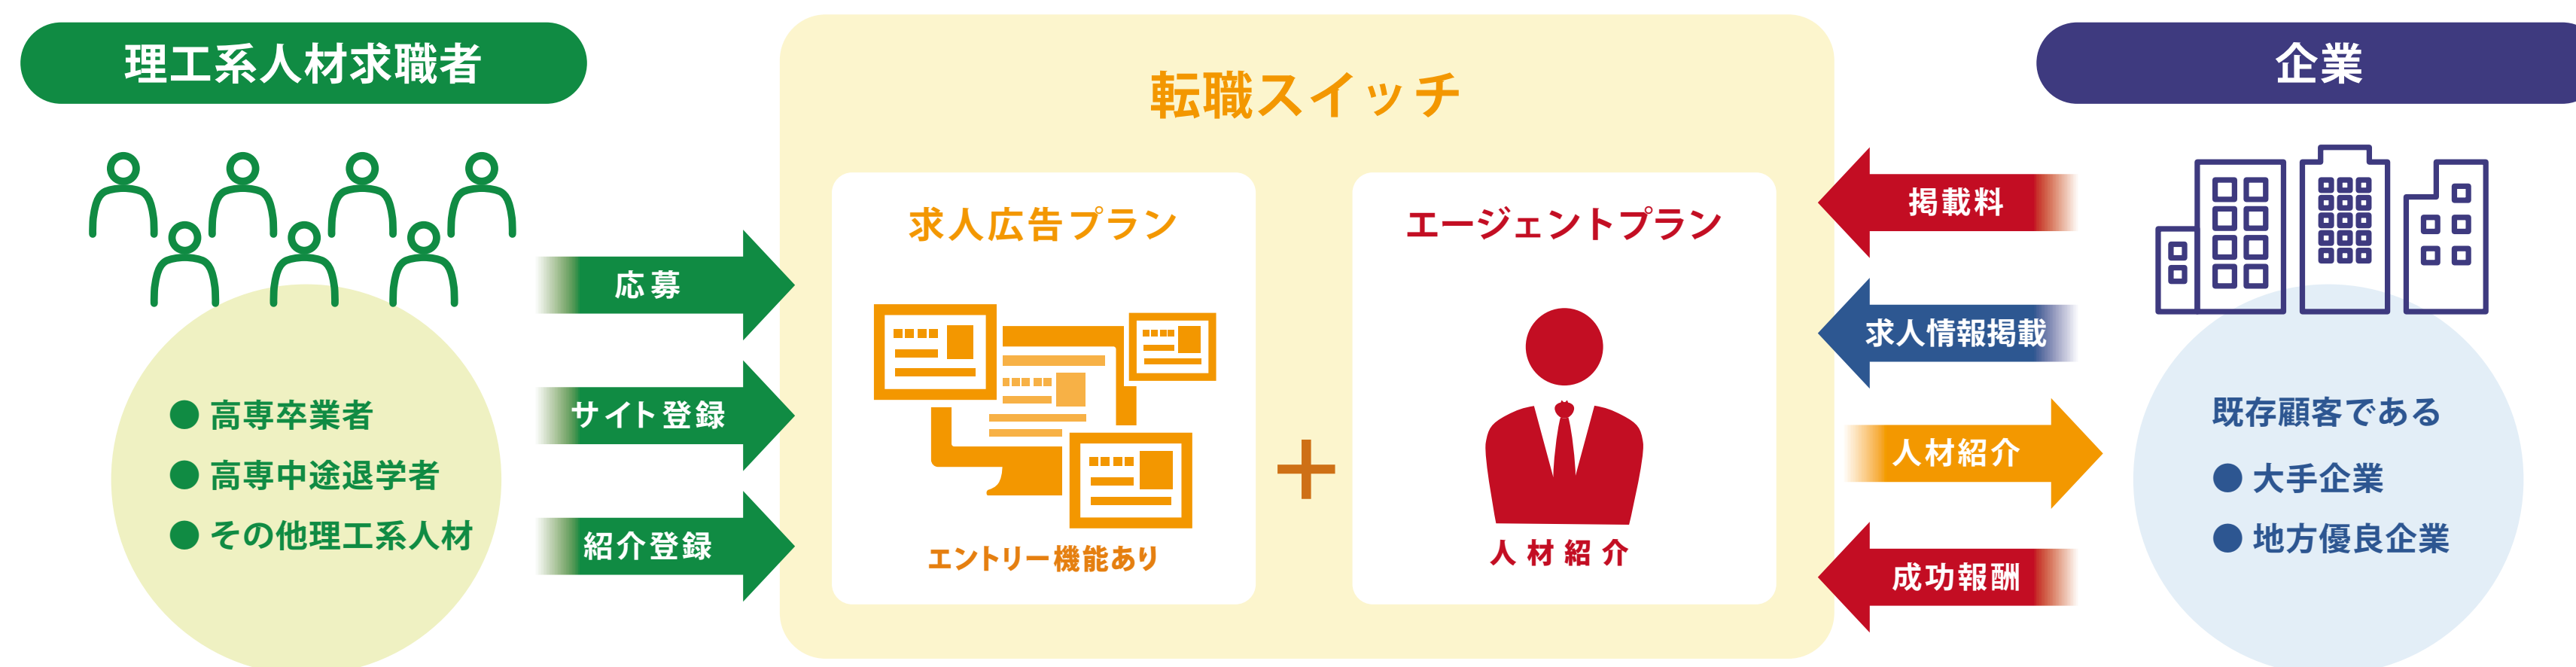 理工系人材求職者
高専卒業者
高専中途退学者
その他理工系人材
応募
サイト登録
紹介登録
転職スイッチ
求人広告プラン
エントリー機能あり
+
エージェントプラン
人材紹介
掲載料
求人情報掲載
人材紹介
成功報酬
企業
既存顧客である
大手企業
地方優良企業